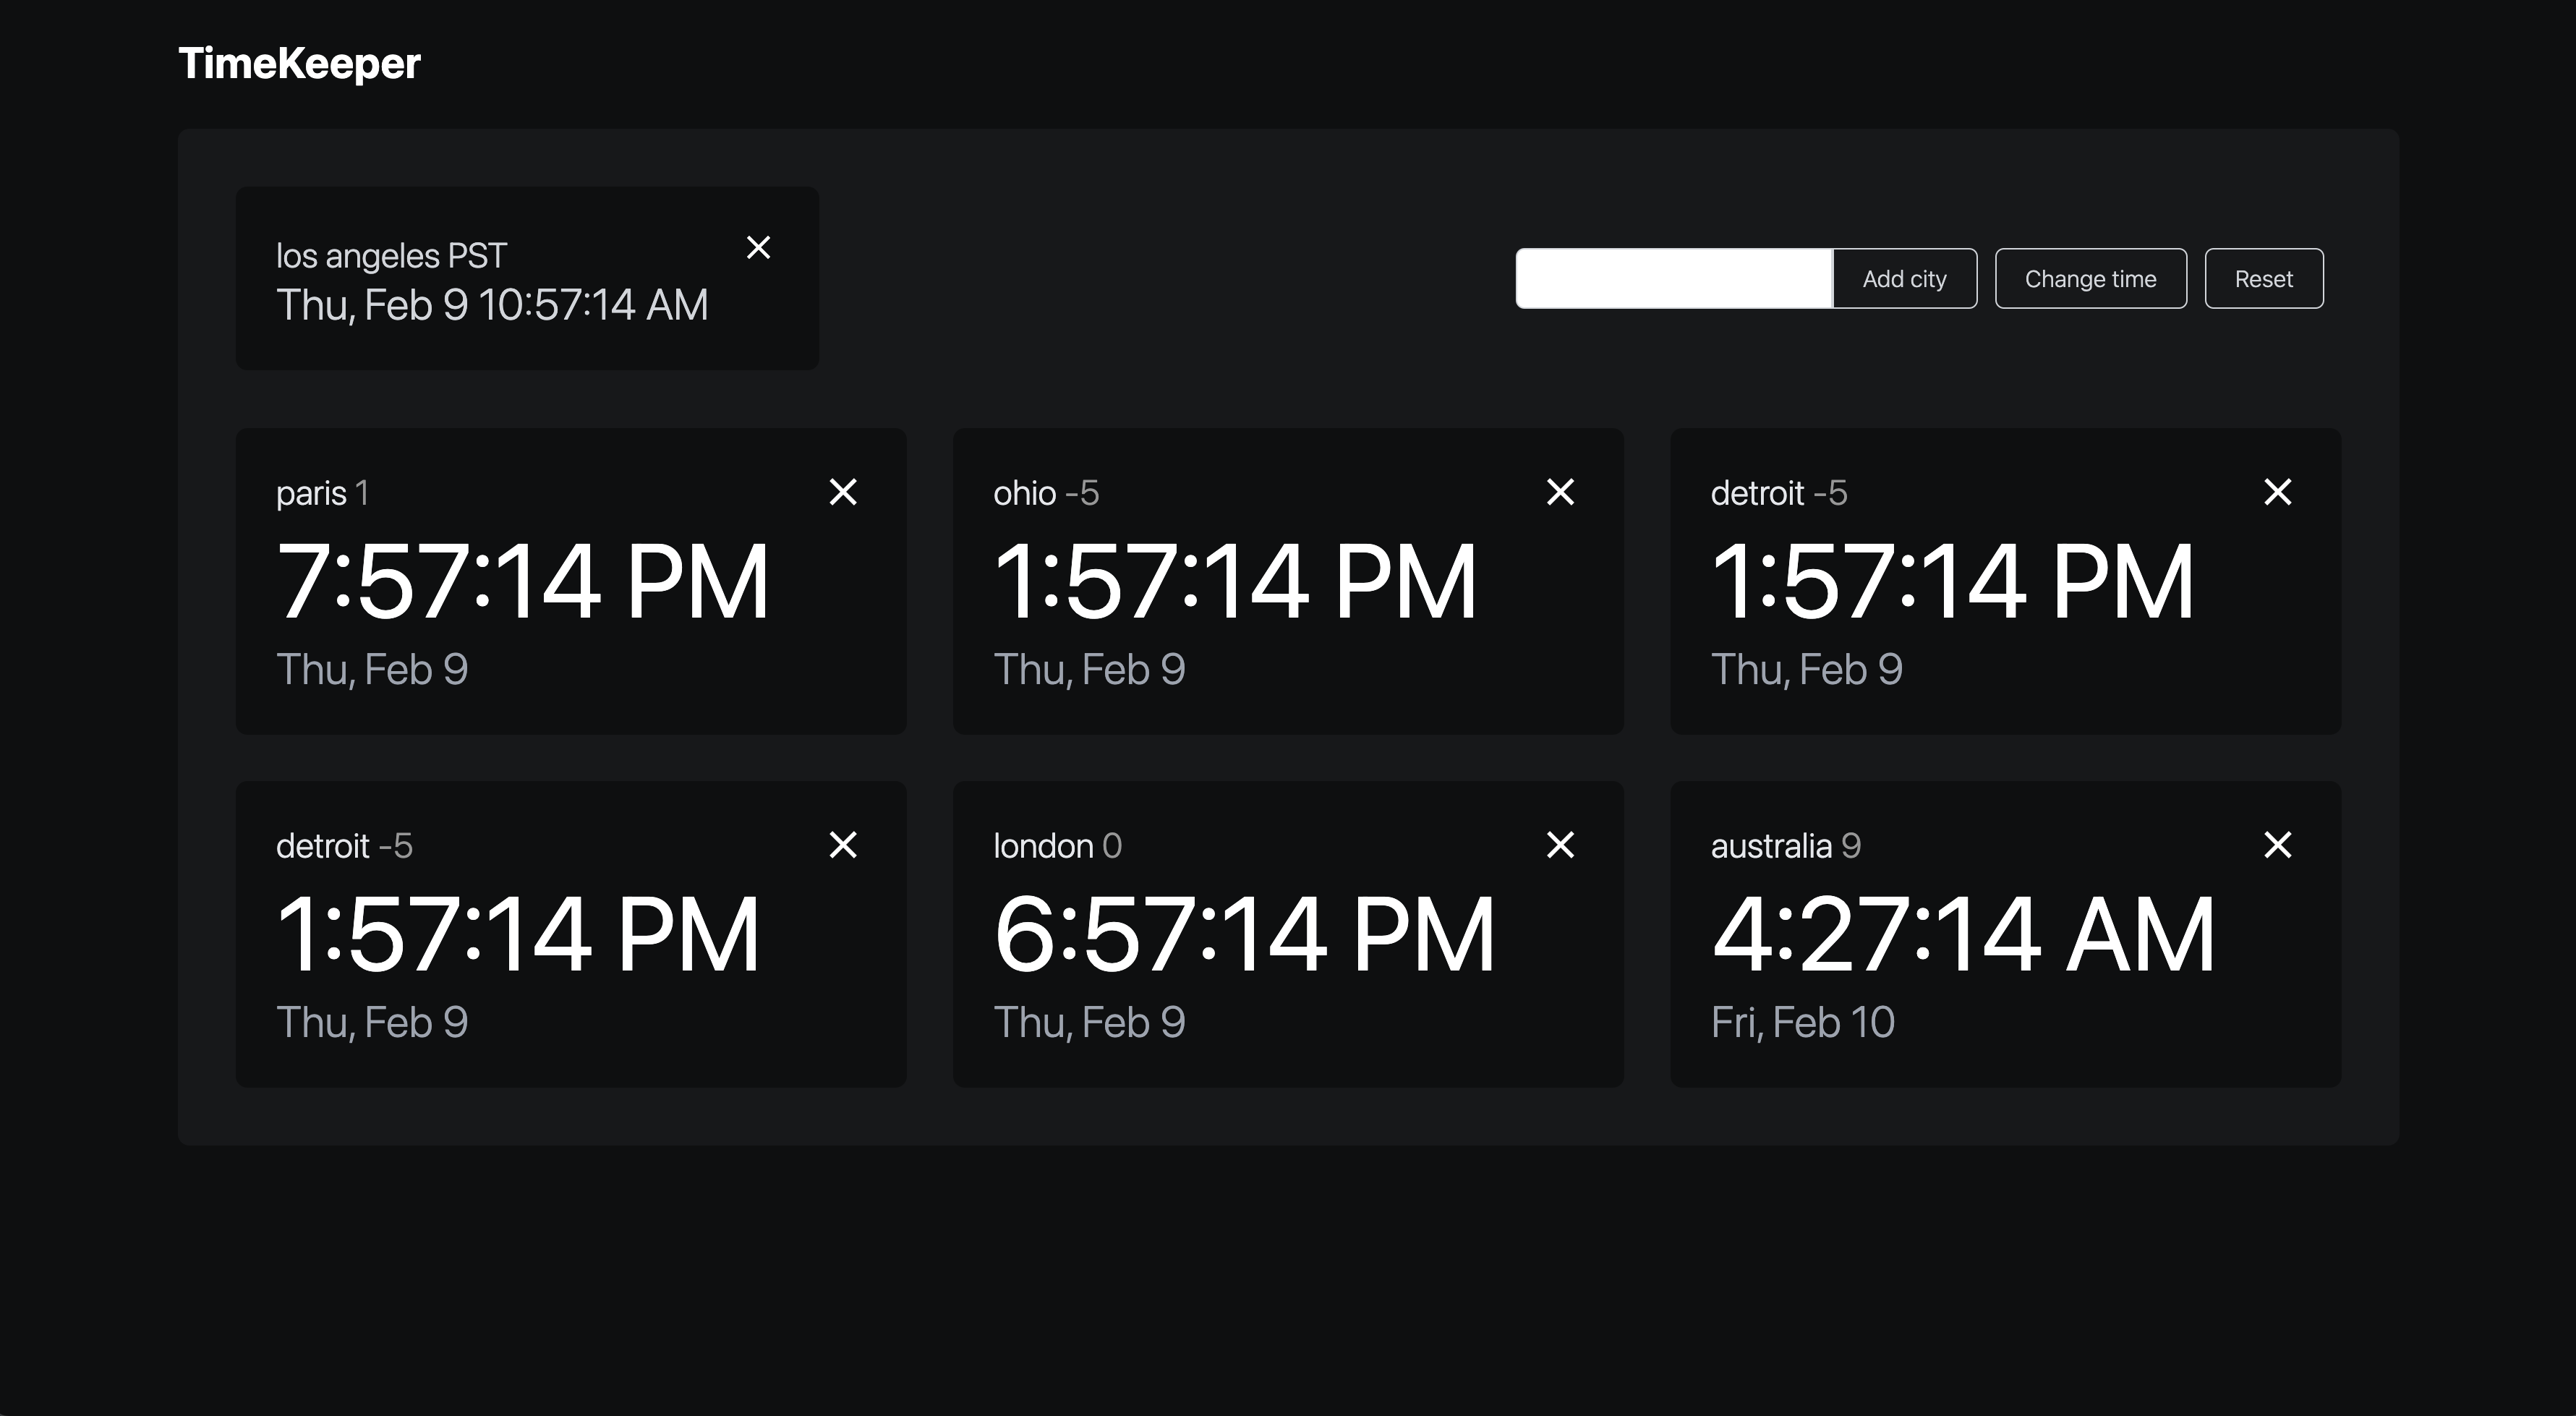 TimeKeeper
los angeles PST
Thu, Feb 9 10:57:14 AM
Add city
Change time
Reset
paris 1
7:57:14 PM
Thu, Feb 9
ohio -5
1:57:14 PM
Thu, Feb 9
detroit -5
1:57:14 PM
Thu, Feb 9
detroit -5
1:57:14 PM
Thu, Feb 9
london 0
6:57:14 PM
Thu, Feb 9
australia 9
4:27:14 AM
Fri, Feb 10